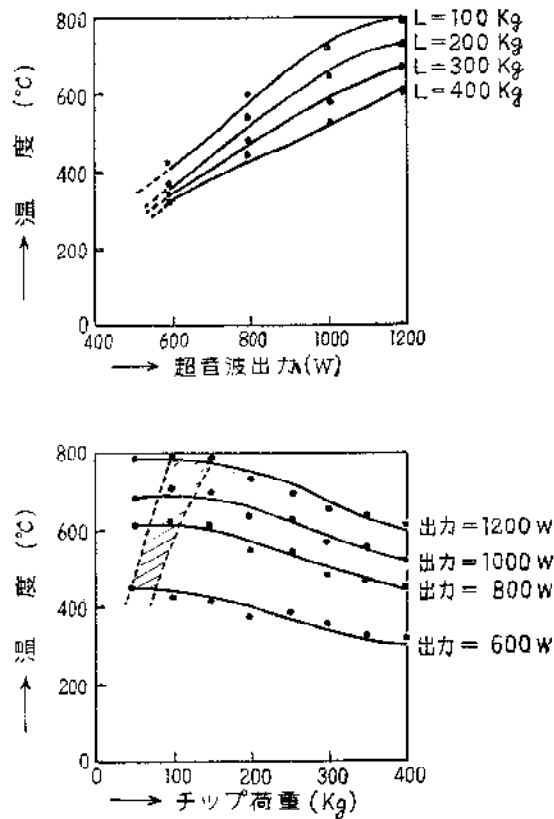 800
600
400
200
0
温 度 (℃)
L=100 Kg
L=200 Kg
L=300 Kg
L=400 Kg
400 600 800 1000 1200
超音波出力(W)
800
600
400
200
0
温 度 (℃)
出力=1200 W
出力=1000 W
出力= 800 W
出力= 600 W
0 100 200 300 400
チップ荷重(Kg)